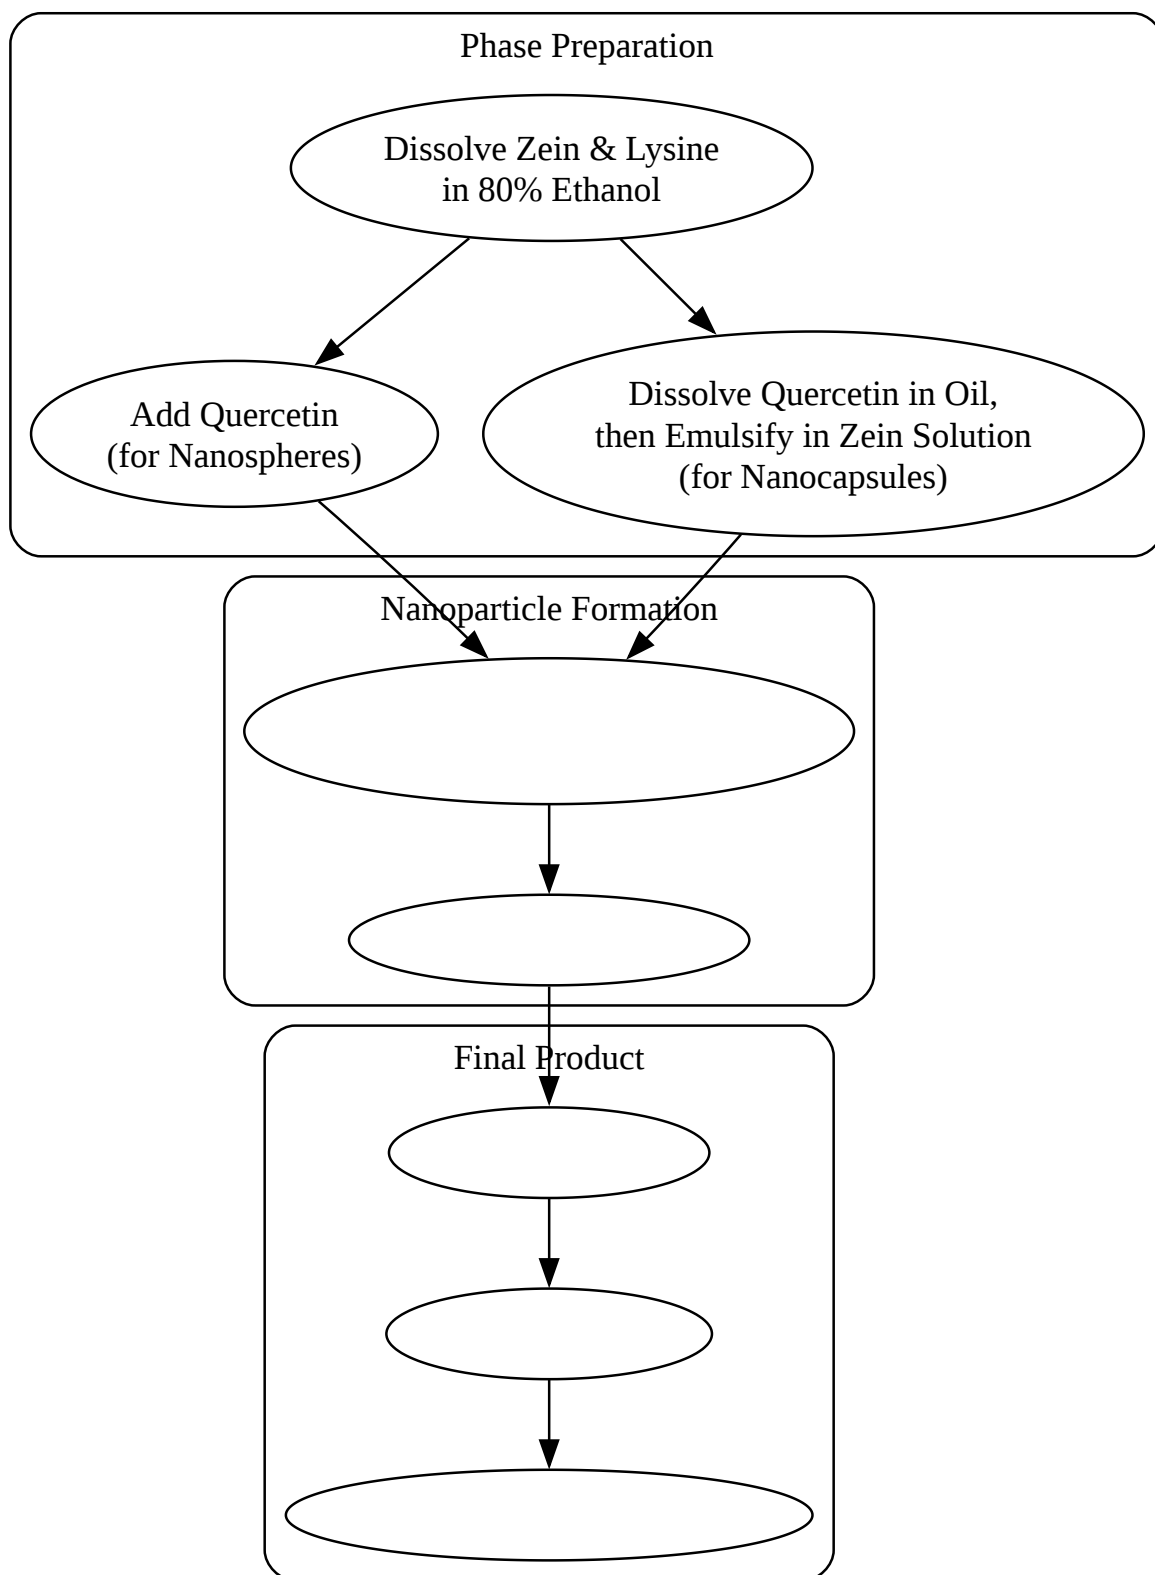 Phase Preparation
Dissolve Zein & Lysine
in 80% Ethanol
Add Quercetin
(for Nanospheres)
Dissolve Quercetin in Oil,
then Emulsify in Zein Solution
(for Nanocapsules)
Nanoparticle Formation
Final Product